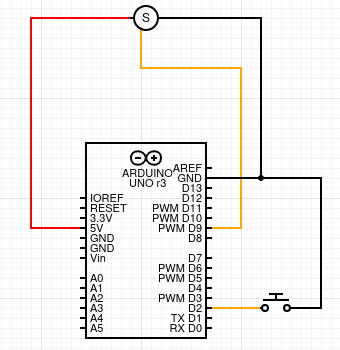 S
ARDUINO
UNO r3
AREF
GND
D13
IOREF D12
RESET PWM D11
3.3V PWM D10
5V PWM D9
GND D8
GND
Vin D7
PWM D6
A0 PWM D5
A1 D4
A2 PWM D3
A3 D2
A4 TX D1
A5 RX D0